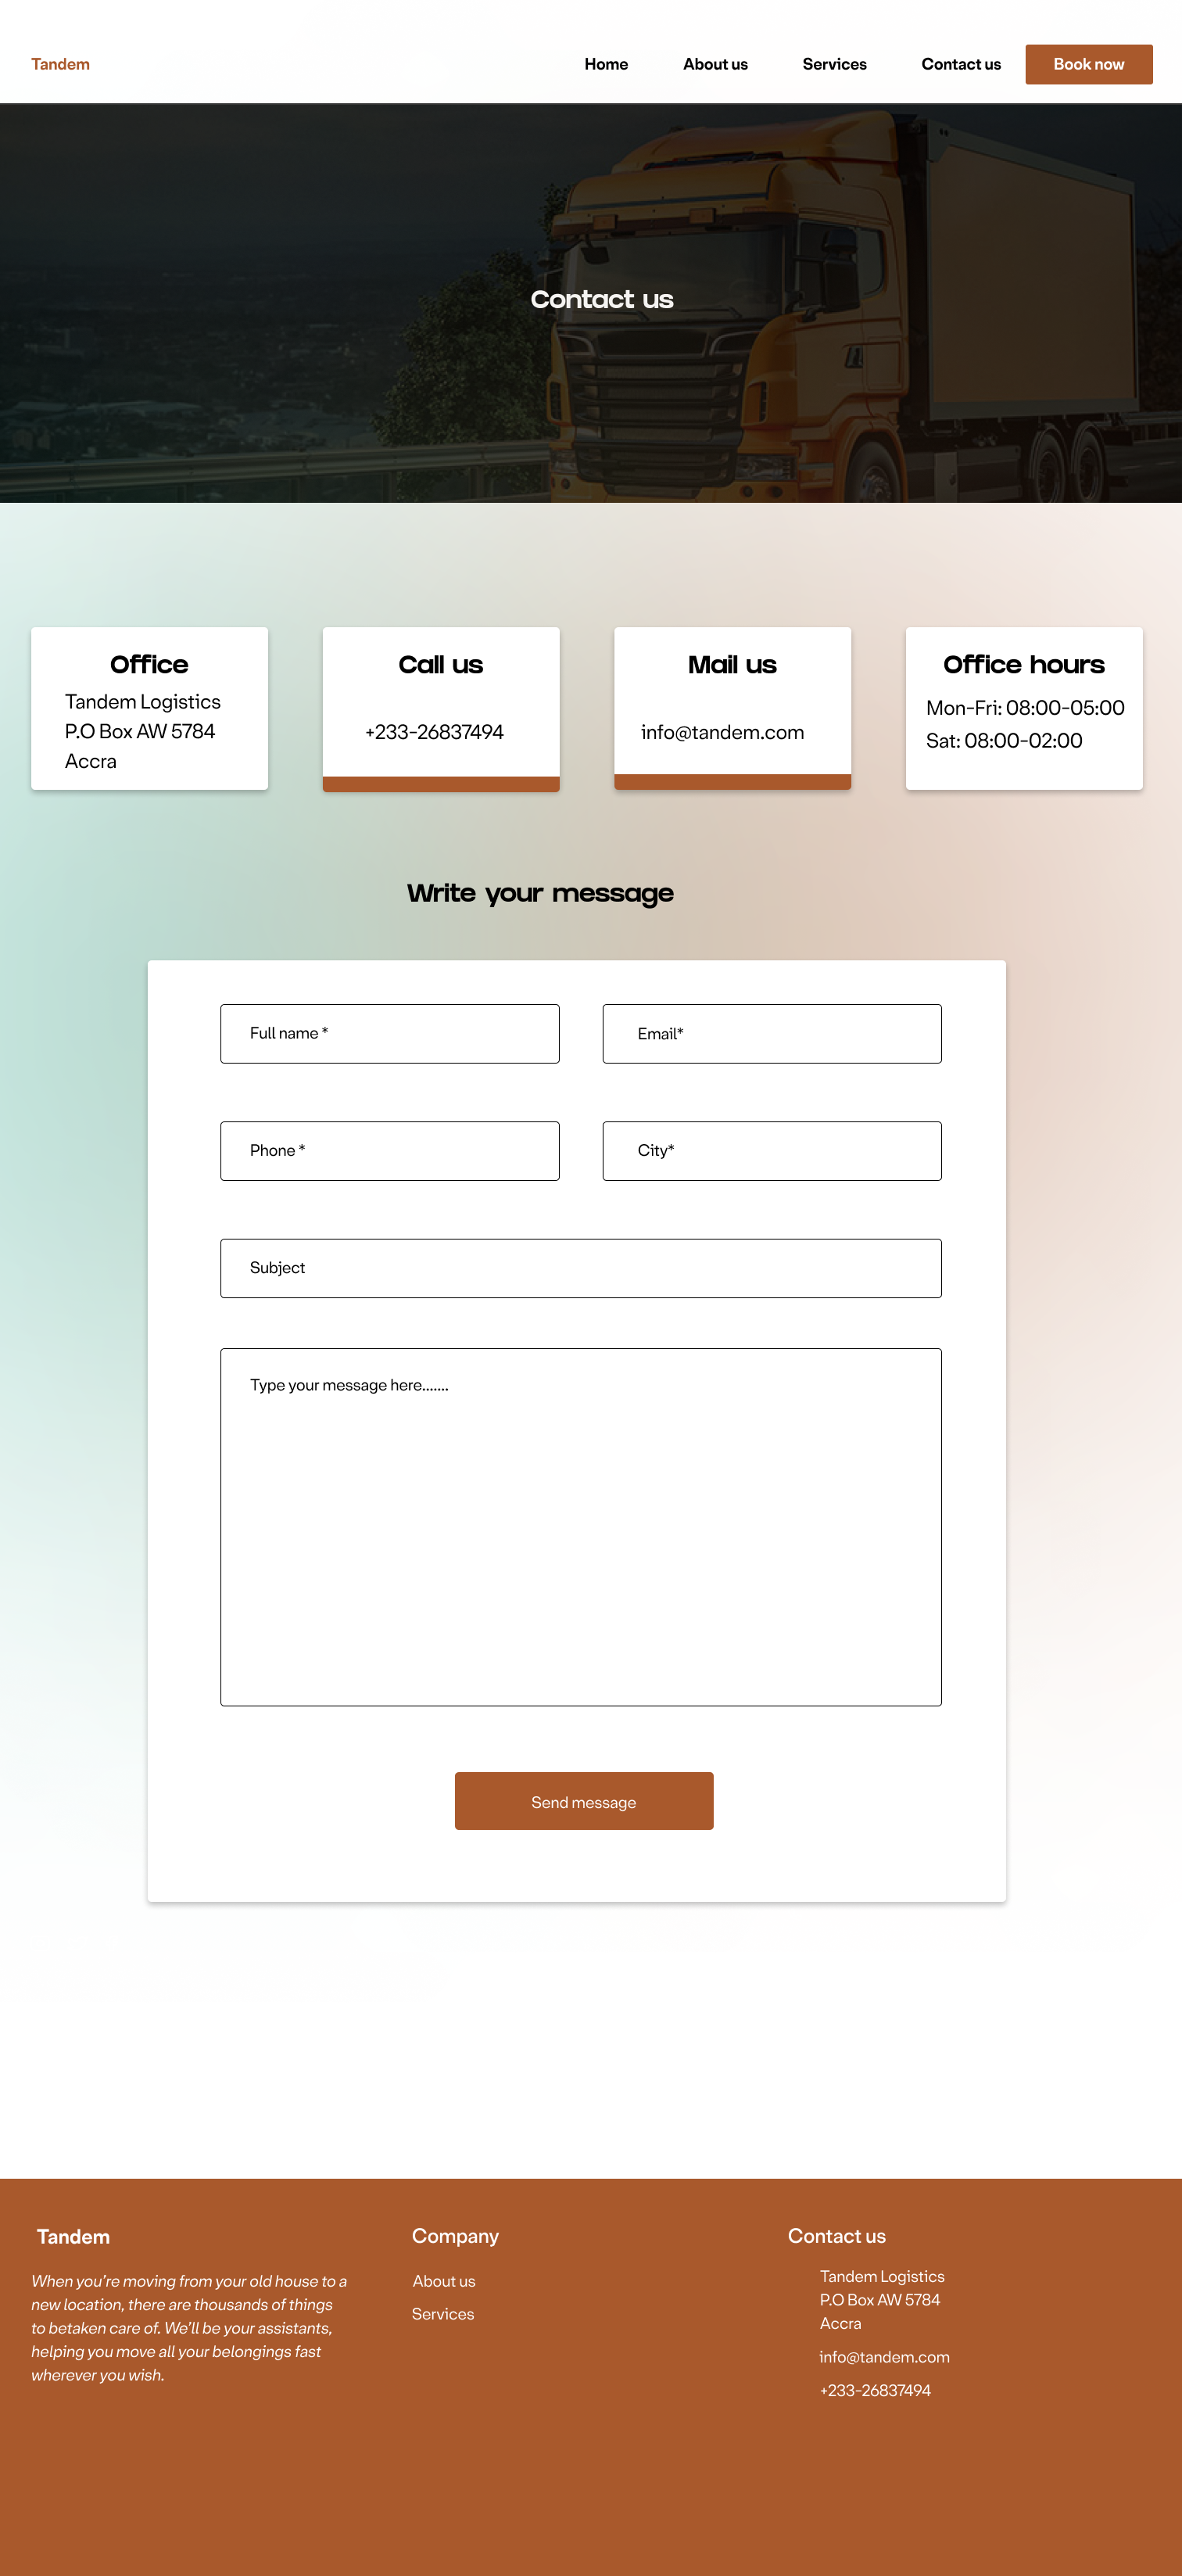 Tandem
Home
About us
Services
Contact us
Book now
Contact us
Office
Tandem Logistics
P.O Box AW 5784
Accra
Call us
+233-26837494
Mail us
info@tandem.com
Office hours
Mon-Fri: 08:00-05:00
Sat: 08:00-02:00
Write your message
Full name *
Email*
Phone *
City*
Subject
Type your message here.......
Send message
Tandem
When you're moving from your old house to a
new location, there are thousands of things
to betaken care of. We'll be your assistants,
helping you move all your belongings fast
wherever you wish.
Company
About us
Services
Contact us
Tandem Logistics
P.O Box AW 5784
Accra
info@tandem.com
+233-26837494